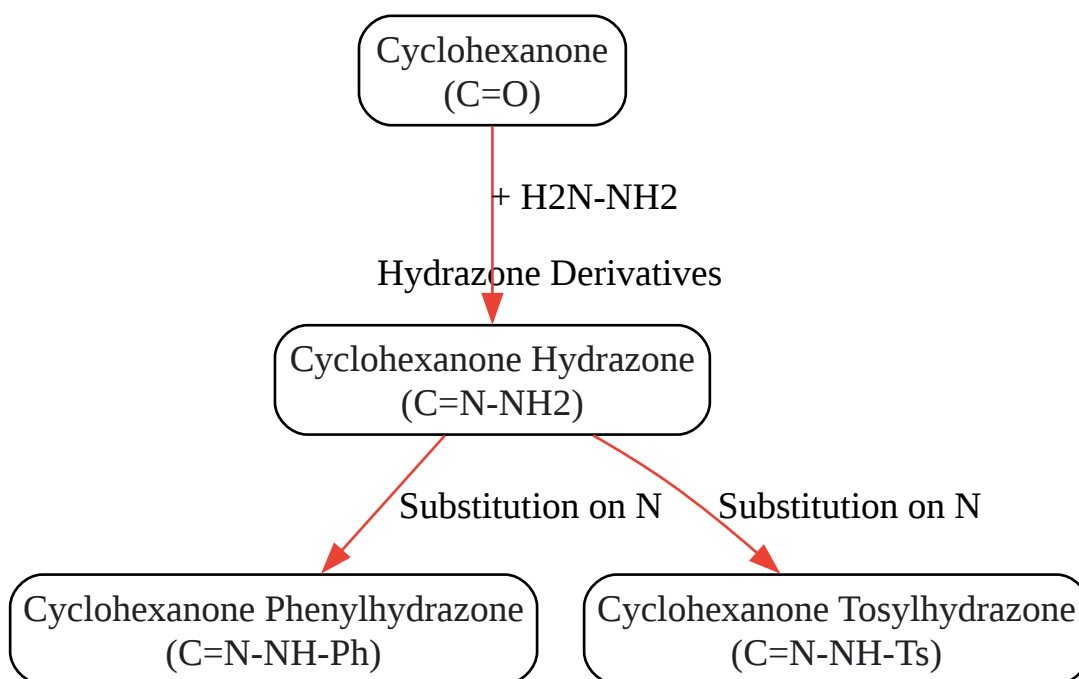 Cyclohexanone
(C=O)
+ H2N-NH2
Hydrazone Derivatives
Cyclohexanone Hydrazone
(C=N-NH2)
Substitution on N
Substitution on N
Cyclohexanone Phenylhydrazone
(C=N-NH-Ph)
Cyclohexanone Tosylhydrazone
(C=N-NH-Ts)